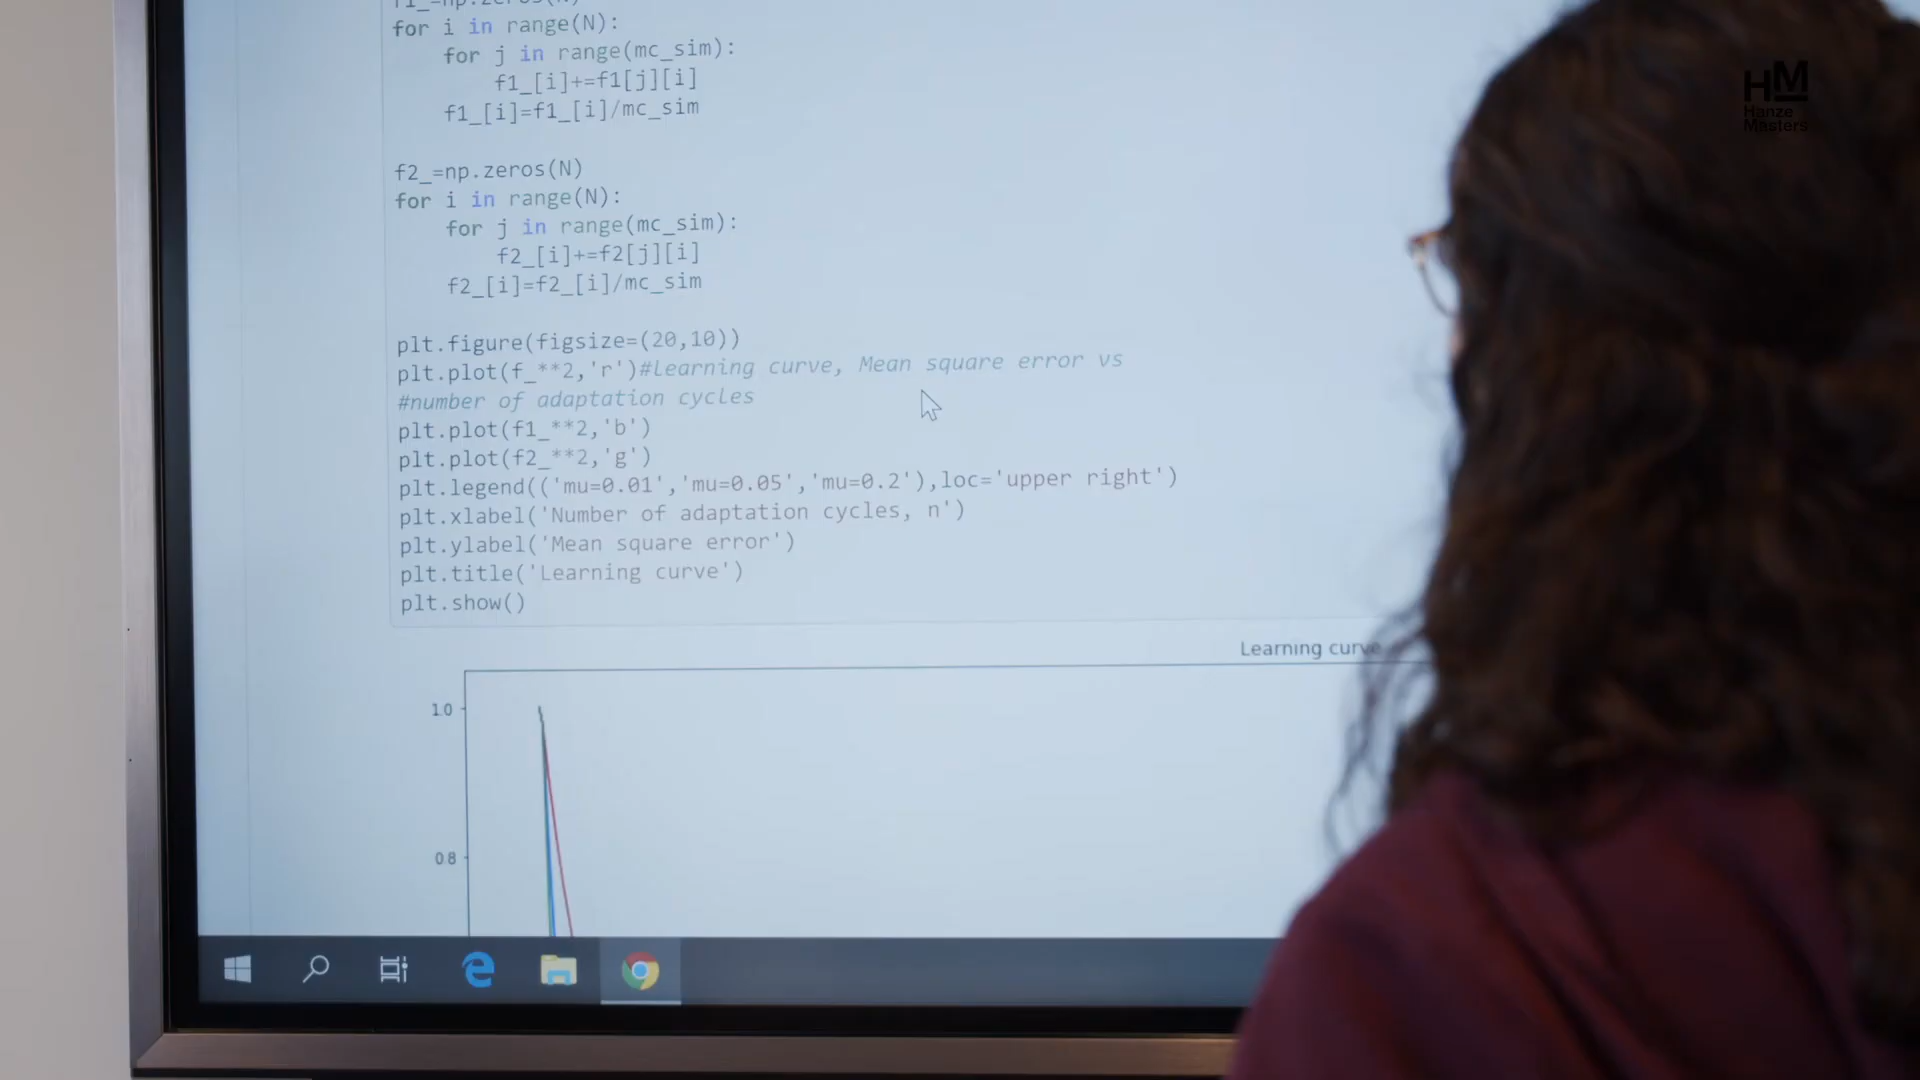 f1_=np.zeros(N)
for i in range(N):
    for j in range(mc_sim):
        f1_[i]+=f1[j][i]
    f1_[i]=f1_[i]/mc_sim
f2_=np.zeros(N)
for i in range(N):
    for j in range(mc_sim):
        f2_[i]+=f2[j][i]
    f2_[i]=f2_[i]/mc_sim
plt.figure(figsize=(20,10))
plt.plot(f_**2,'r')#Learning curve, Mean square error vs
#number of adaptation cycles
plt.plot(f1_**2,'b')
plt.plot(f2_**2,'g')
plt.legend(('mu=0.01','mu=0.05','mu=0.2'),loc='upper right')
plt.xlabel('Number of adaptation cycles, n')
plt.ylabel('Mean square error')
plt.title('Learning curve')
plt.show()
Learning curve
1.0
0.8
HM
Hanze
Masters